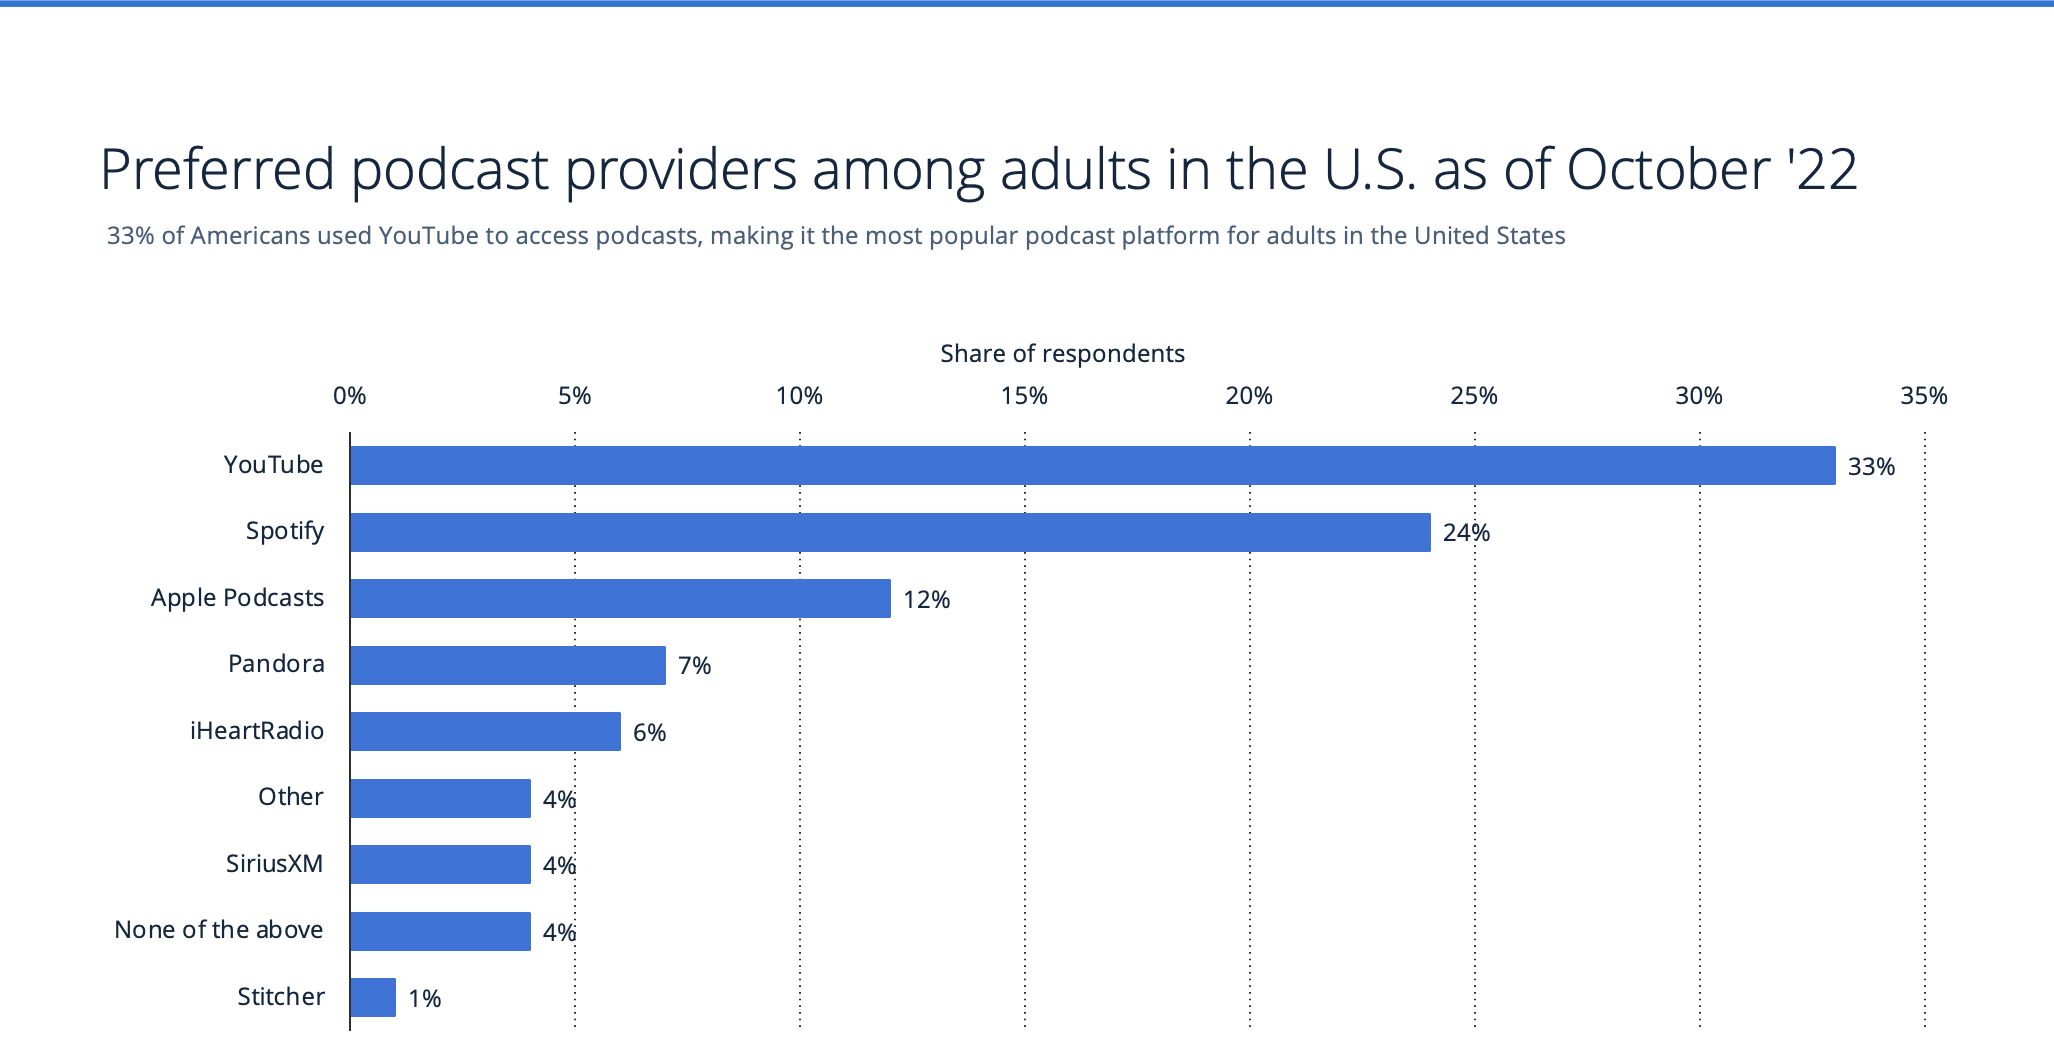 Preferred podcast providers among adults in the U.S. as of October '22
33% of Americans used YouTube to access podcasts, making it the most popular podcast platform for adults in the United States
Share of respondents
0% 5% 10% 15% 20% 25% 30% 35%
YouTube 33%
Spotify 24%
Apple Podcasts 12%
Pandora 7%
iHeartRadio 6%
Other 4%
SiriusXM 4%
None of the above 4%
Stitcher 1%